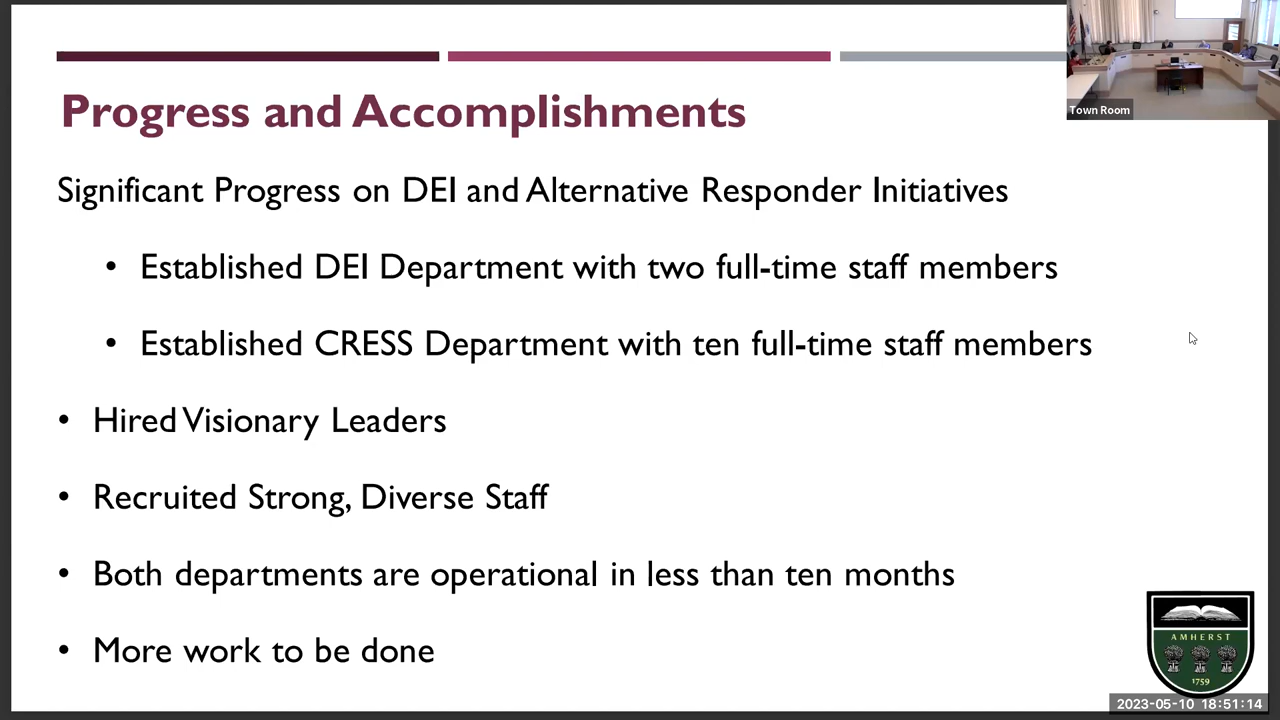 Town Room
Progress and Accomplishments
Significant Progress on DEI and Alternative Responder Initiatives
• Established DEI Department with two full-time staff members
• Established CRESS Department with ten full-time staff members
• Hired Visionary Leaders
• Recruited Strong, Diverse Staff
• Both departments are operational in less than ten months
• More work to be done
AMHERST
1759
2023-05-10 18:51:14